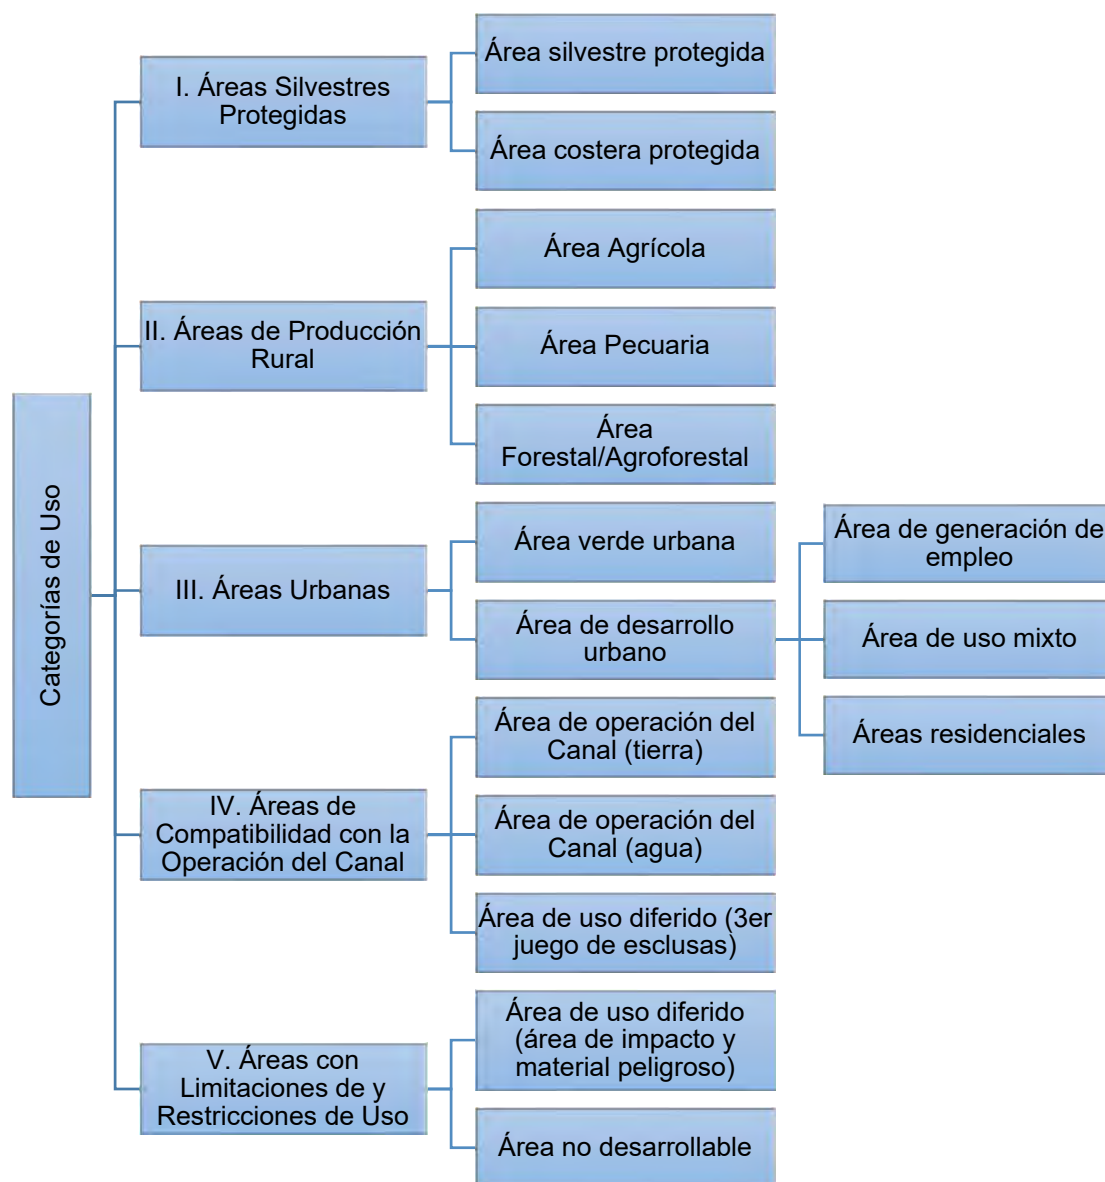 Categorías de Uso
I. Áreas Silvestres
Protegidas
Área silvestre protegida
Área costera protegida
II. Áreas de Producción
Rural
Área Agrícola
Área Pecuaria
Área
Forestal/Agroforestal
III. Áreas Urbanas
Área verde urbana
Área de desarrollo
urbano
Área de generación de
empleo
Área de uso mixto
Áreas residenciales
IV. Áreas de
Compatibilidad con la
Operación del Canal
Área de operación del
Canal (tierra)
Área de operación del
Canal (agua)
Área de uso diferido (3er
juego de esclusas)
V. Áreas con
Limitaciones de y
Restricciones de Uso
Área de uso diferido
(área de impacto y
material peligroso)
Área no desarrollable